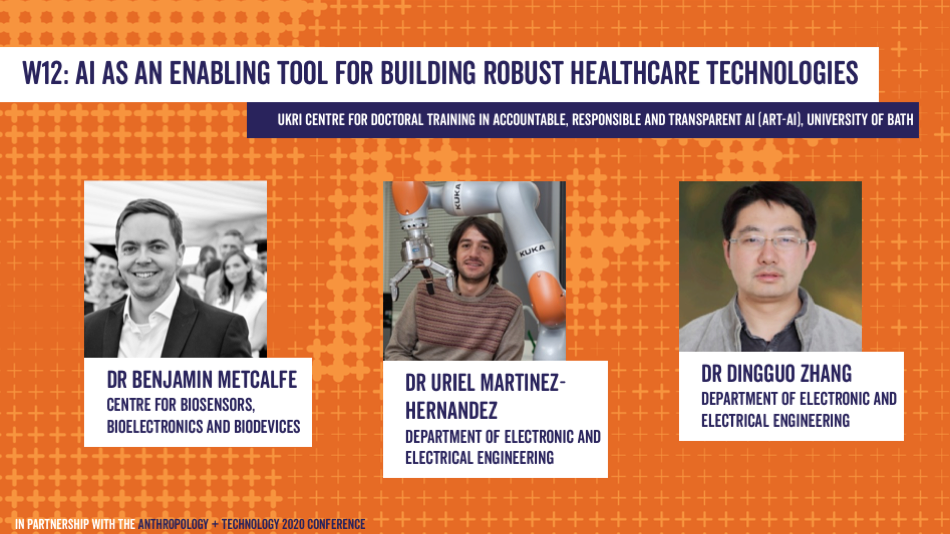 W12: AI AS AN ENABLING TOOL FOR BUILDING ROBUST HEALTHCARE TECHNOLOGIES
UKRI CENTRE FOR DOCTORAL TRAINING IN ACCOUNTABLE, RESPONSIBLE AND TRANSPARENT AI (ART-AI), UNIVERSITY OF BATH
KUKA
KUKA
DR BENJAMIN METCALFE
CENTRE FOR BIOSENSORS,
BIOELECTRONICS AND BIODEVICES
DR URIEL MARTINEZ-
HERNANDEZ
DEPARTMENT OF ELECTRONIC AND
ELECTRICAL ENGINEERING
DR DINGGUO ZHANG
DEPARTMENT OF ELECTRONIC AND
ELECTRICAL ENGINEERING
IN PARTNERSHIP WITH THE ANTHROPOLOGY + TECHNOLOGY 2020 CONFERENCE